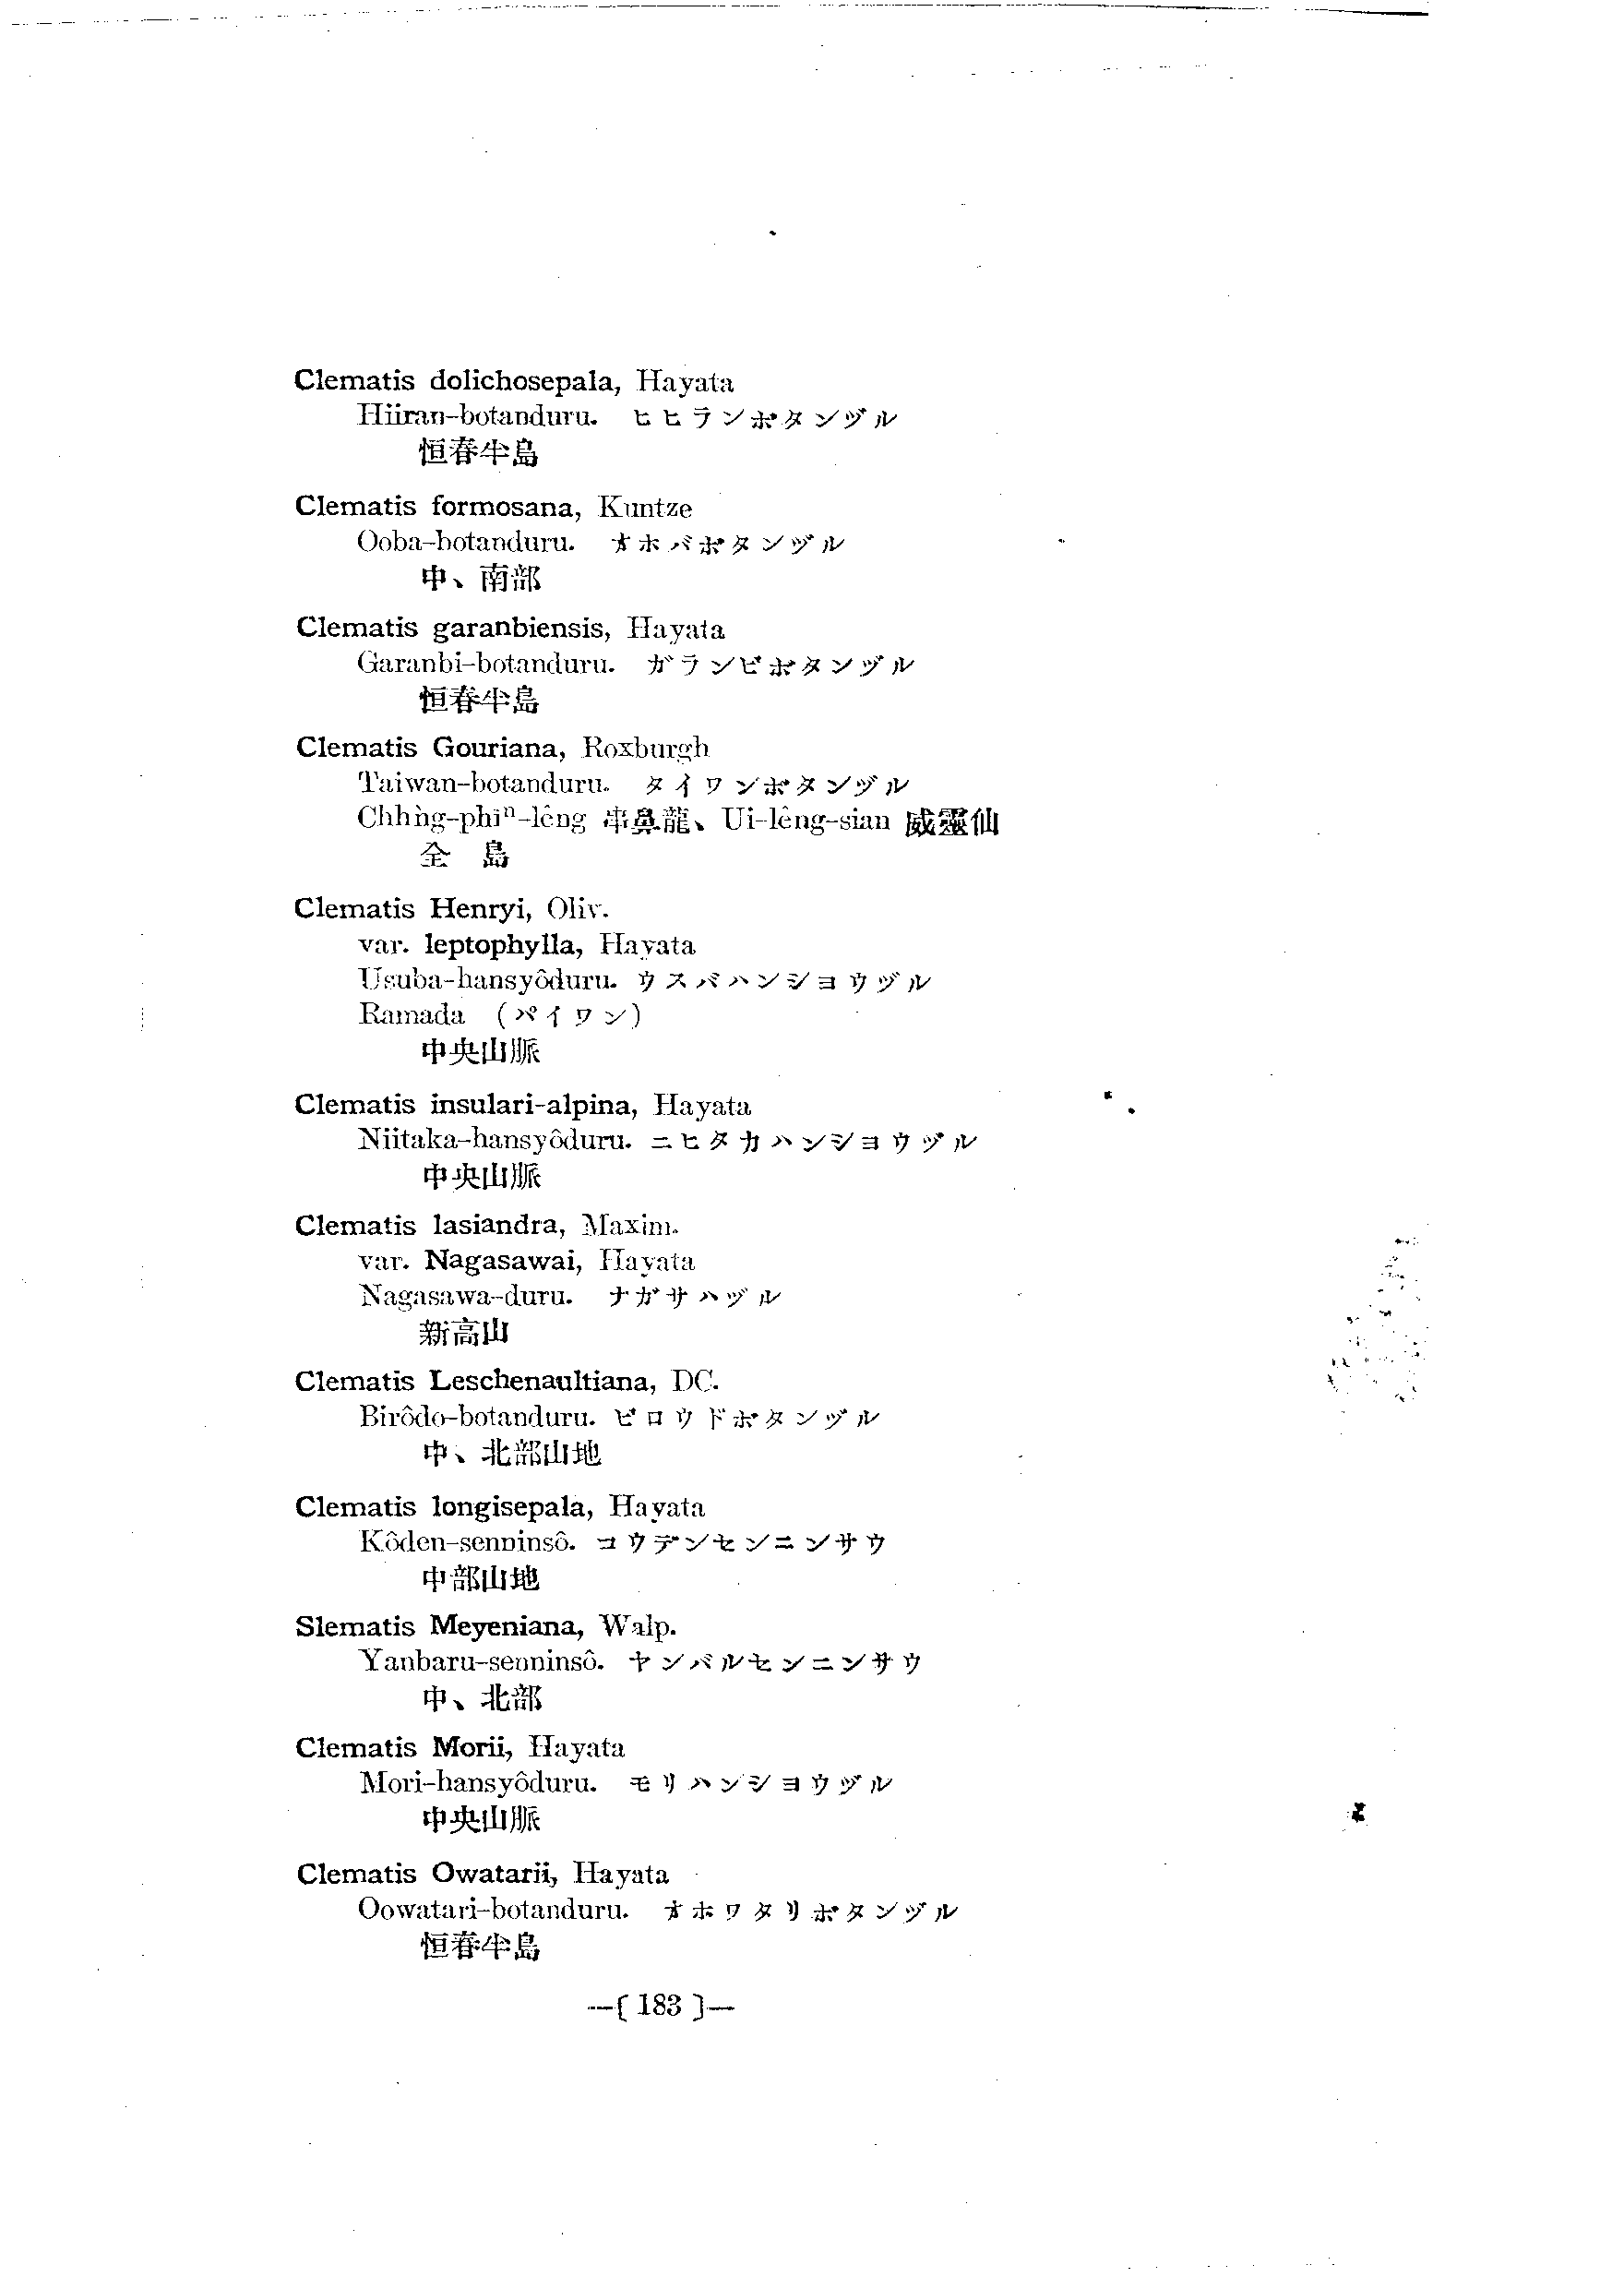 Clematis dolichosepala, Hayata
Hiiran-botanduru. ヒヒランボタンヅル
恒春半島
Clematis formosana, Kuntze
Ooba-botanduru. オホバボタンヅル
中、南部
Clematis garanbiensis, Hayata
Garanbi-botanduru. ガランビボタンヅル
恒春半島
Clematis Gouriana, Roxburgh
Taiwan-botanduru. タイワンボタンヅル
Chhǹg-phiⁿ-lêng 串鼻龍、Ui-lêng-sian 威靈仙
全 島
Clematis Henryi, Oliv.
var. leptophylla, Hayata
Usuba-hansyôduru. ウスバハンショウヅル
Ramada (パイワン)
中央山脈
Clematis insulari-alpina, Hayata
Niitaka-hansyôduru. ニヒタカハンショウヅル
中央山脈
Clematis lasiandra, Maxim.
var. Nagasawai, Hayata
Nagasawa-duru. ナガサハヅル
新高山
Clematis Leschenaultiana, DC.
Birôdo-botanduru. ビロウドボタンヅル
中、北部山地
Clematis longisepala, Hayata
Kôden-senninsô. コウデンセンニンサウ
中部山地
Slematis Meyeniana, Walp.
Yanbaru-senninsô. ヤンバルセンニンサウ
中、北部
Clematis Morii, Hayata
Mori-hansyôduru. モリハンショウヅル
中央山脈
Clematis Owatarii, Hayata
Oowatari-botanduru. オホワタリボタンヅル
恒春半島
—[ 183 ]—